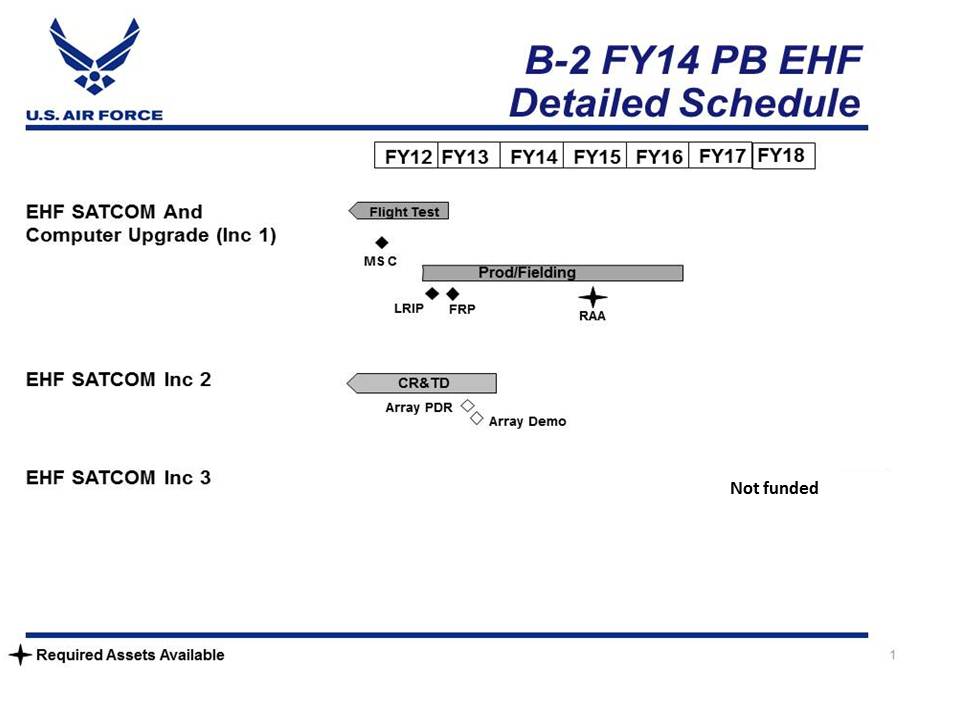 U.S. AIR FORCE
B-2 FY14 PB EHF
Detailed Schedule
FY12 FY13 FY14 FY15 FY16 FY17 FY18
EHF SATCOM And
Computer Upgrade (Inc 1)
Flight Test
MS C
Prod/Fielding
LRIP
FRP
RAA
EHF SATCOM Inc 2
CR&TD
Array PDR
Array Demo
EHF SATCOM Inc 3
Not funded
Required Assets Available
1